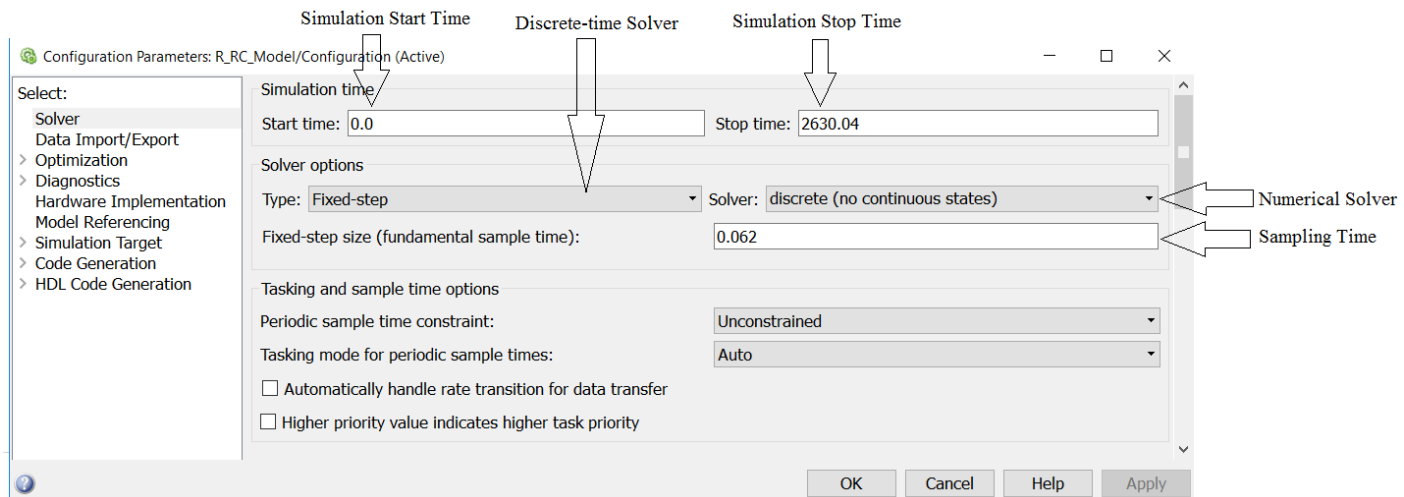 Simulation Start Time
Discrete-time Solver
Simulation Stop Time
Configuration Parameters: R_RC_Model/Configuration (Active)
Select:
Solver
Data Import/Export
Optimization
Diagnostics
Hardware Implementation
Model Referencing
Simulation Target
Code Generation
HDL Code Generation
Simulation time
Start time: 0.0 Stop time: 2630.04
Solver options
Type: Fixed-step Solver: discrete (no continuous states)
Numerical Solver
Fixed-step size (fundamental sample time): 0.062
Sampling Time
Tasking and sample time options
Periodic sample time constraint: Unconstrained
Tasking mode for periodic sample times: Auto
Automatically handle rate transition for data transfer
Higher priority value indicates higher task priority
OK Cancel Help Apply